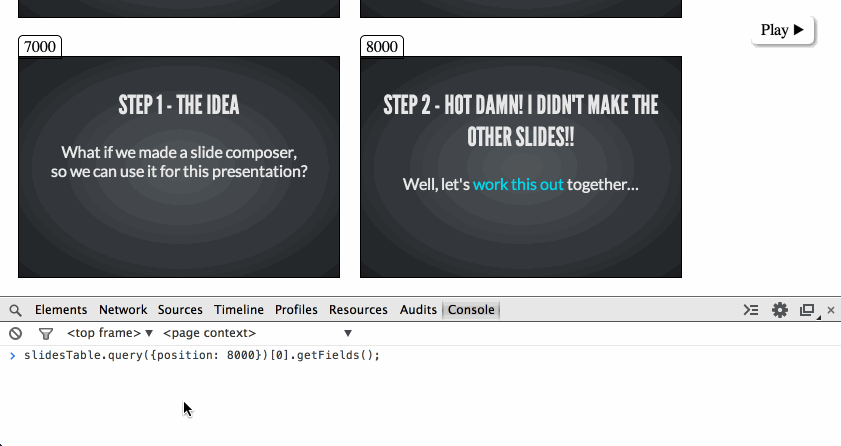 7000
8000
Play ▶
STEP 1 - THE IDEA
What if we made a slide composer,
so we can use it for this presentation?
STEP 2 - HOT DAMN! I DIDN'T MAKE THE
OTHER SLIDES!!
Well, let's work this out together...
Elements Network Sources Timeline Profiles Resources Audits Console
<top frame> ▼ <page context> ▼
> slidesTable.query({position: 8000})[0].getFields();